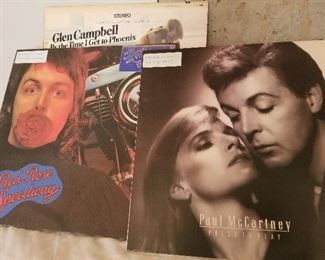 STEREO
Glen Campbell
By the Time I Get to Phoenix
Red Rose
Speedway
Paul McCartney
PRESS TO PLAY